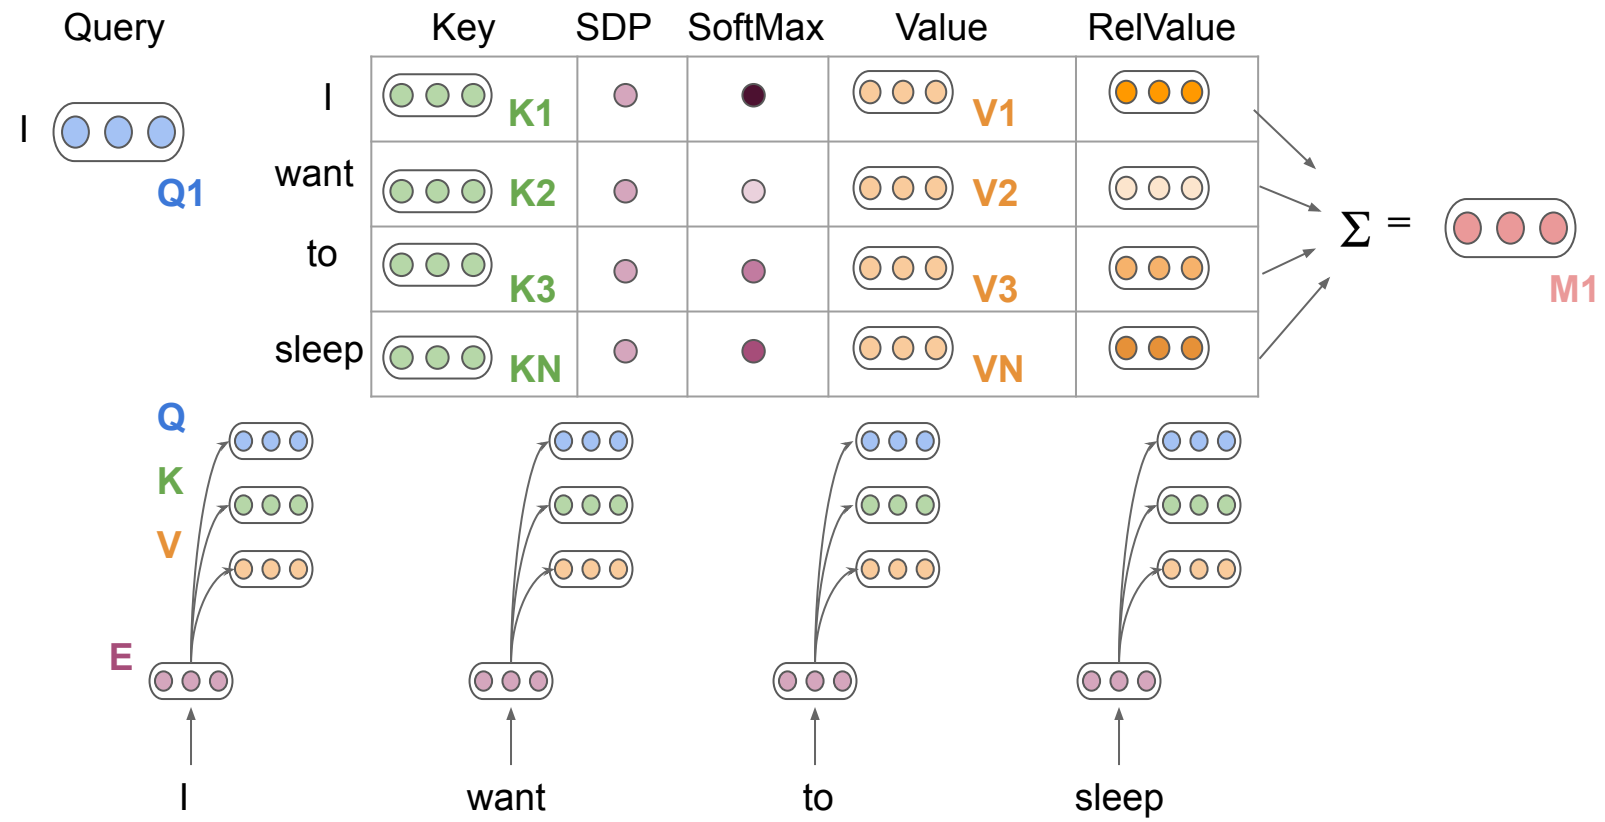 Query Key SDP SoftMax Value RelValue
I K1 V1
I
Q1
want K2 V2
Σ = 
to K3 V3 M1
sleep KN VN
Q
K
V
E
I want to sleep